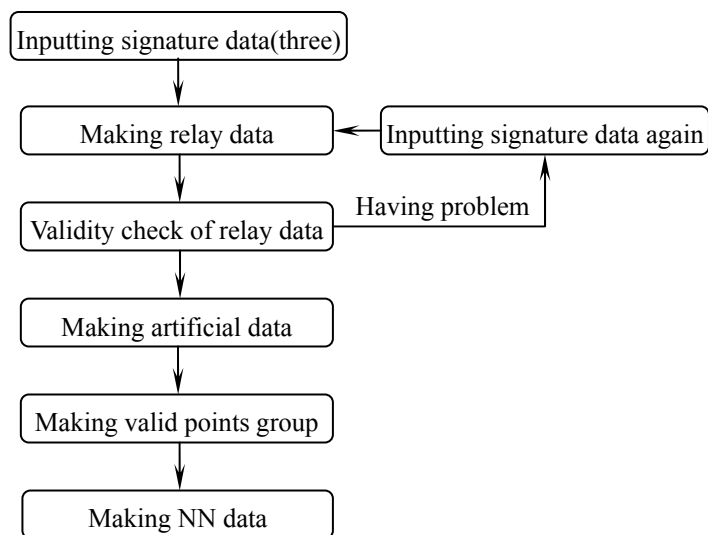 Inputting signature data(three)
Making relay data
Inputting signature data again
Having problem
Validity check of relay data
Making artificial data
Making valid points group
Making NN data